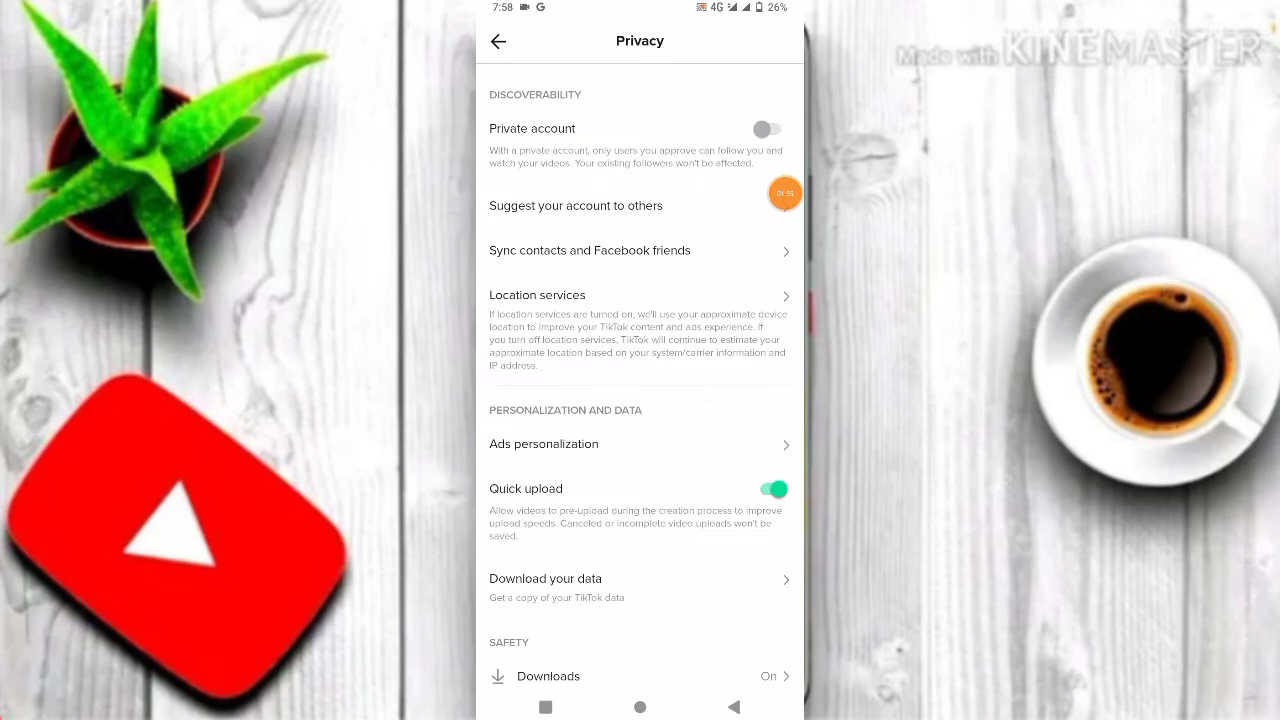 7:58 G 4G 26%
Made with KINEMASTER
Privacy
DISCOVERABILITY
Private account
With a private account, only users you approve can follow you and
watch your videos. Your existing followers won't be affected.
01:35
Suggest your account to others
Sync contacts and Facebook friends
Location services
If location services are turned on, we'll use your approximate device
location to improve your TikTok content and ads experience. If
you turn off location services, TikTok will continue to estimate your
approximate location based on your system/carrier information and
IP address.
PERSONALIZATION AND DATA
Ads personalization
Quick upload
Allow videos to pre-upload during the creation process to improve
upload speeds. Canceled or incomplete video uploads won't be
saved.
Download your data
Get a copy of your TikTok data
SAFETY
Downloads On